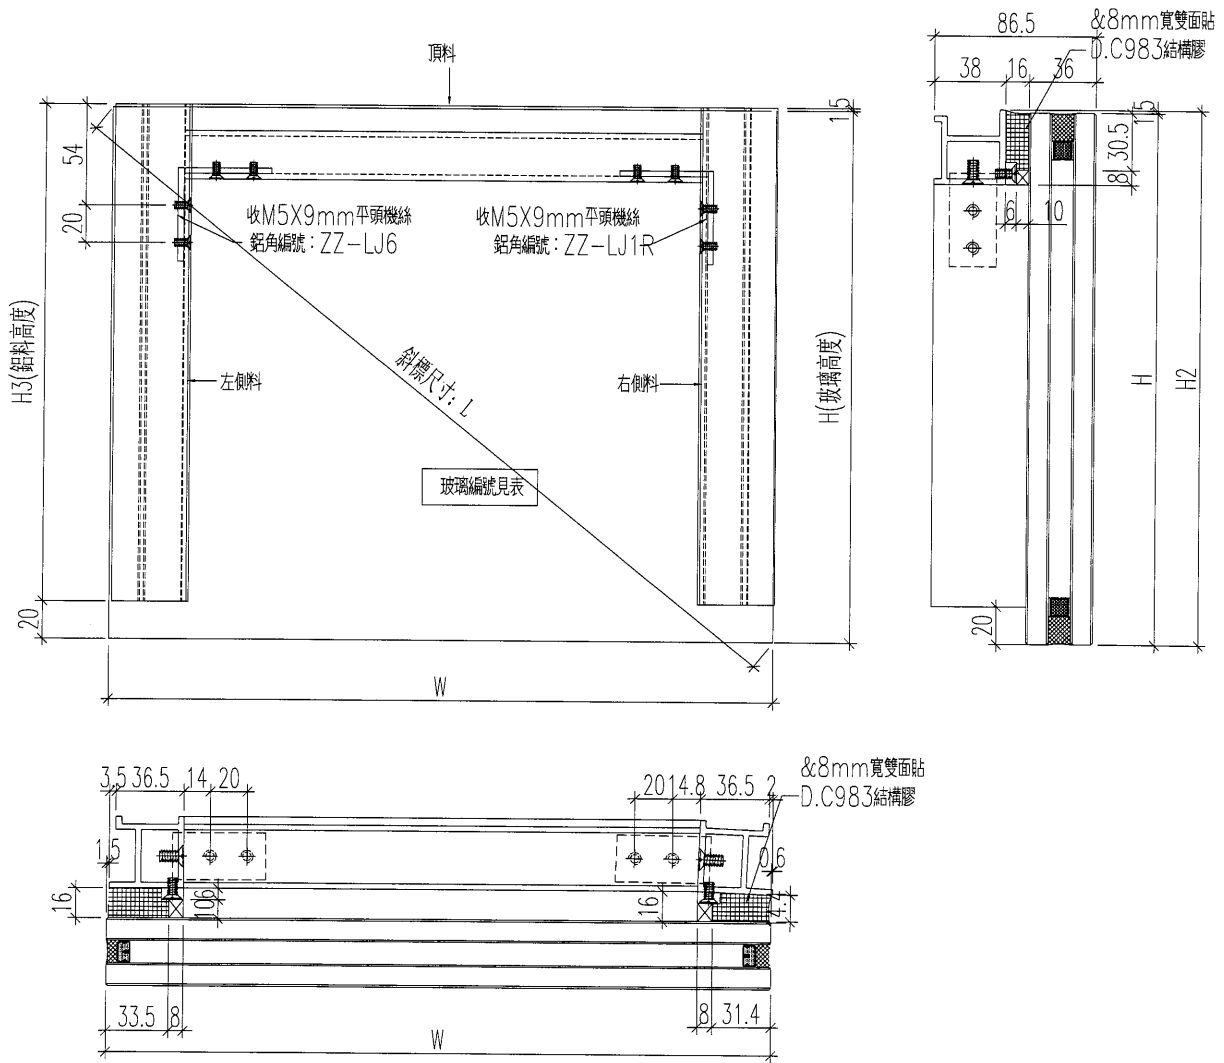 頂料
54
20
H3(鋁料高度)
20
收M5X9mm平頭機絲
鋁角編號：ZZ-LJ6
收M5X9mm平頭機絲
鋁角編號：ZZ-LJ1R
左側料
右側料
斜標尺寸：L
玻璃編號見表
1.5
H(玻璃高度)
W
86.5
&8mm寬雙面貼
D.C983結構膠
38
16
36
1.5
30.5
8
6
10
H
H2
20
3.5
36.5
14
20
20
14.8
36.5
2
&8mm寬雙面貼
D.C983結構膠
1.5
0.6
16
6
10
16
33.5
8
8
31.4
W